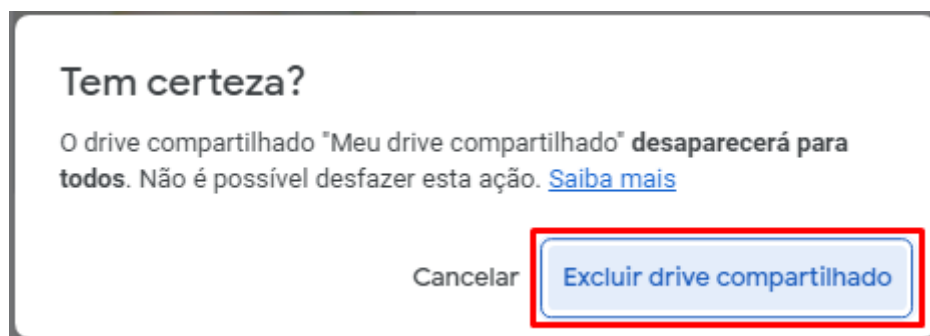 Tem certeza?
O drive compartilhado "Meu drive compartilhado" desaparecerá para
todos. Não é possível desfazer esta ação. Saiba mais
Cancelar Excluir drive compartilhado